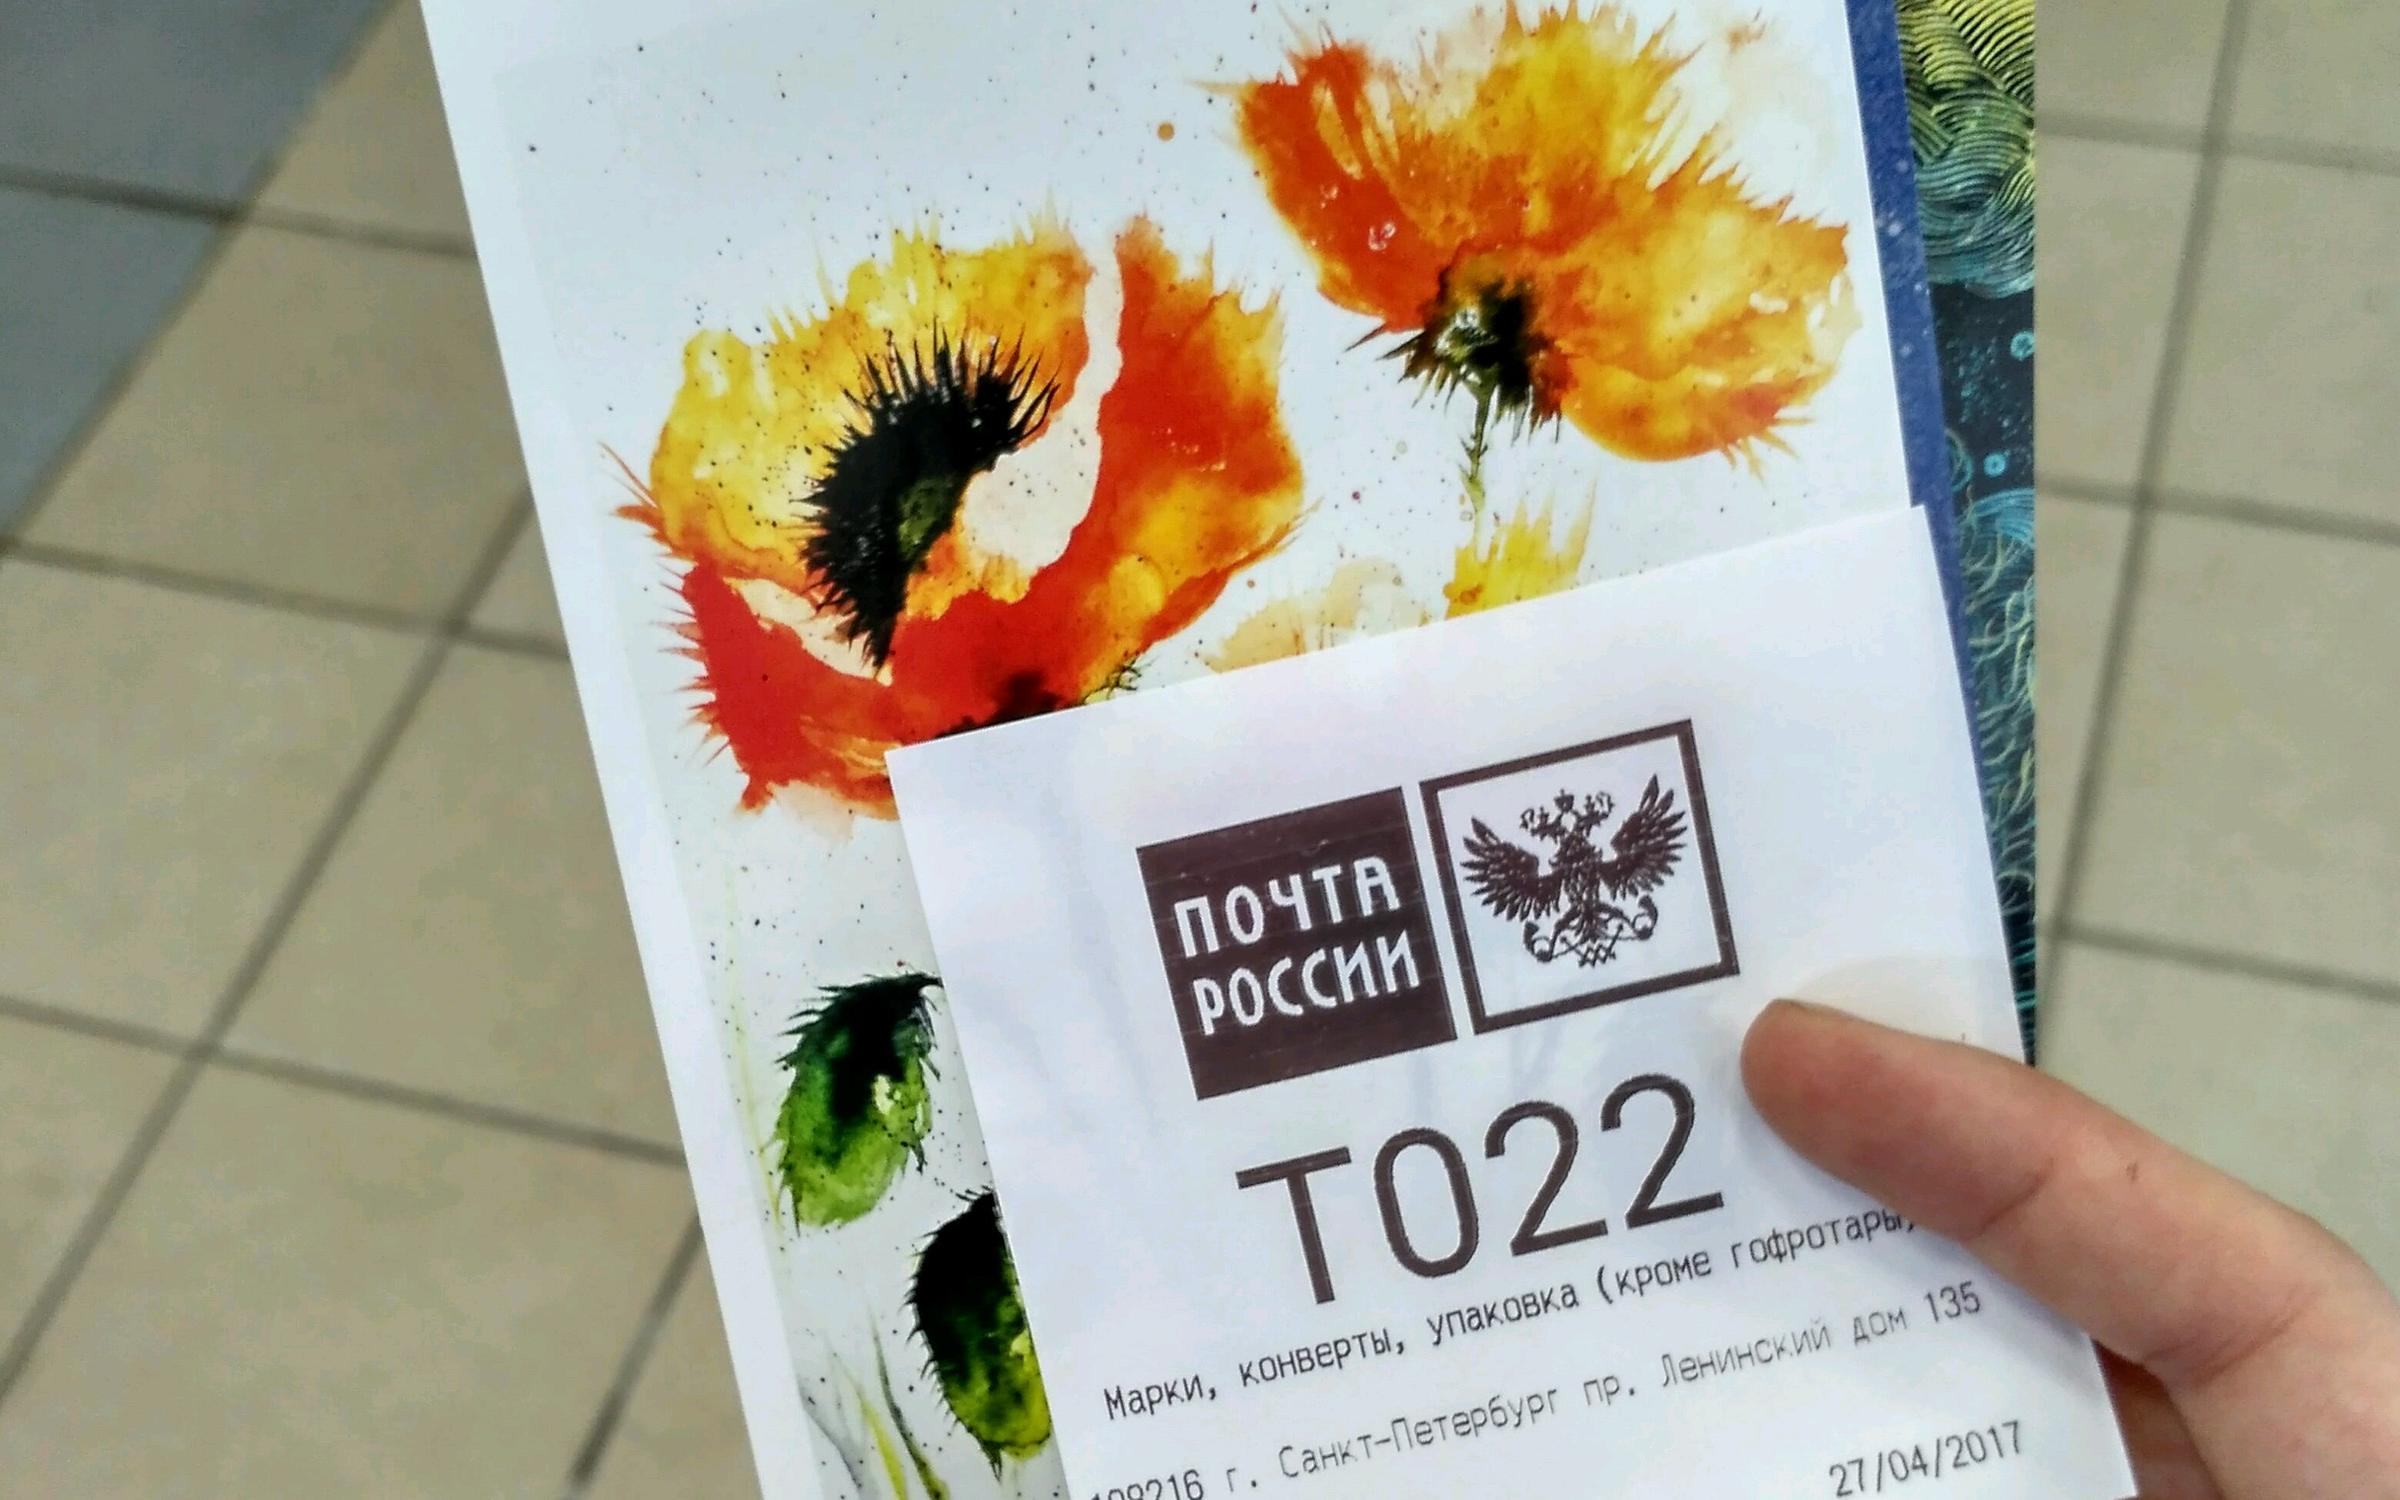 ПОЧТА
РОССИИ
Т022
Марки, конверты, упаковка (кроме гофротары)
г. Санкт-Петербург пр. Ленинский дом 135
27/04/2017